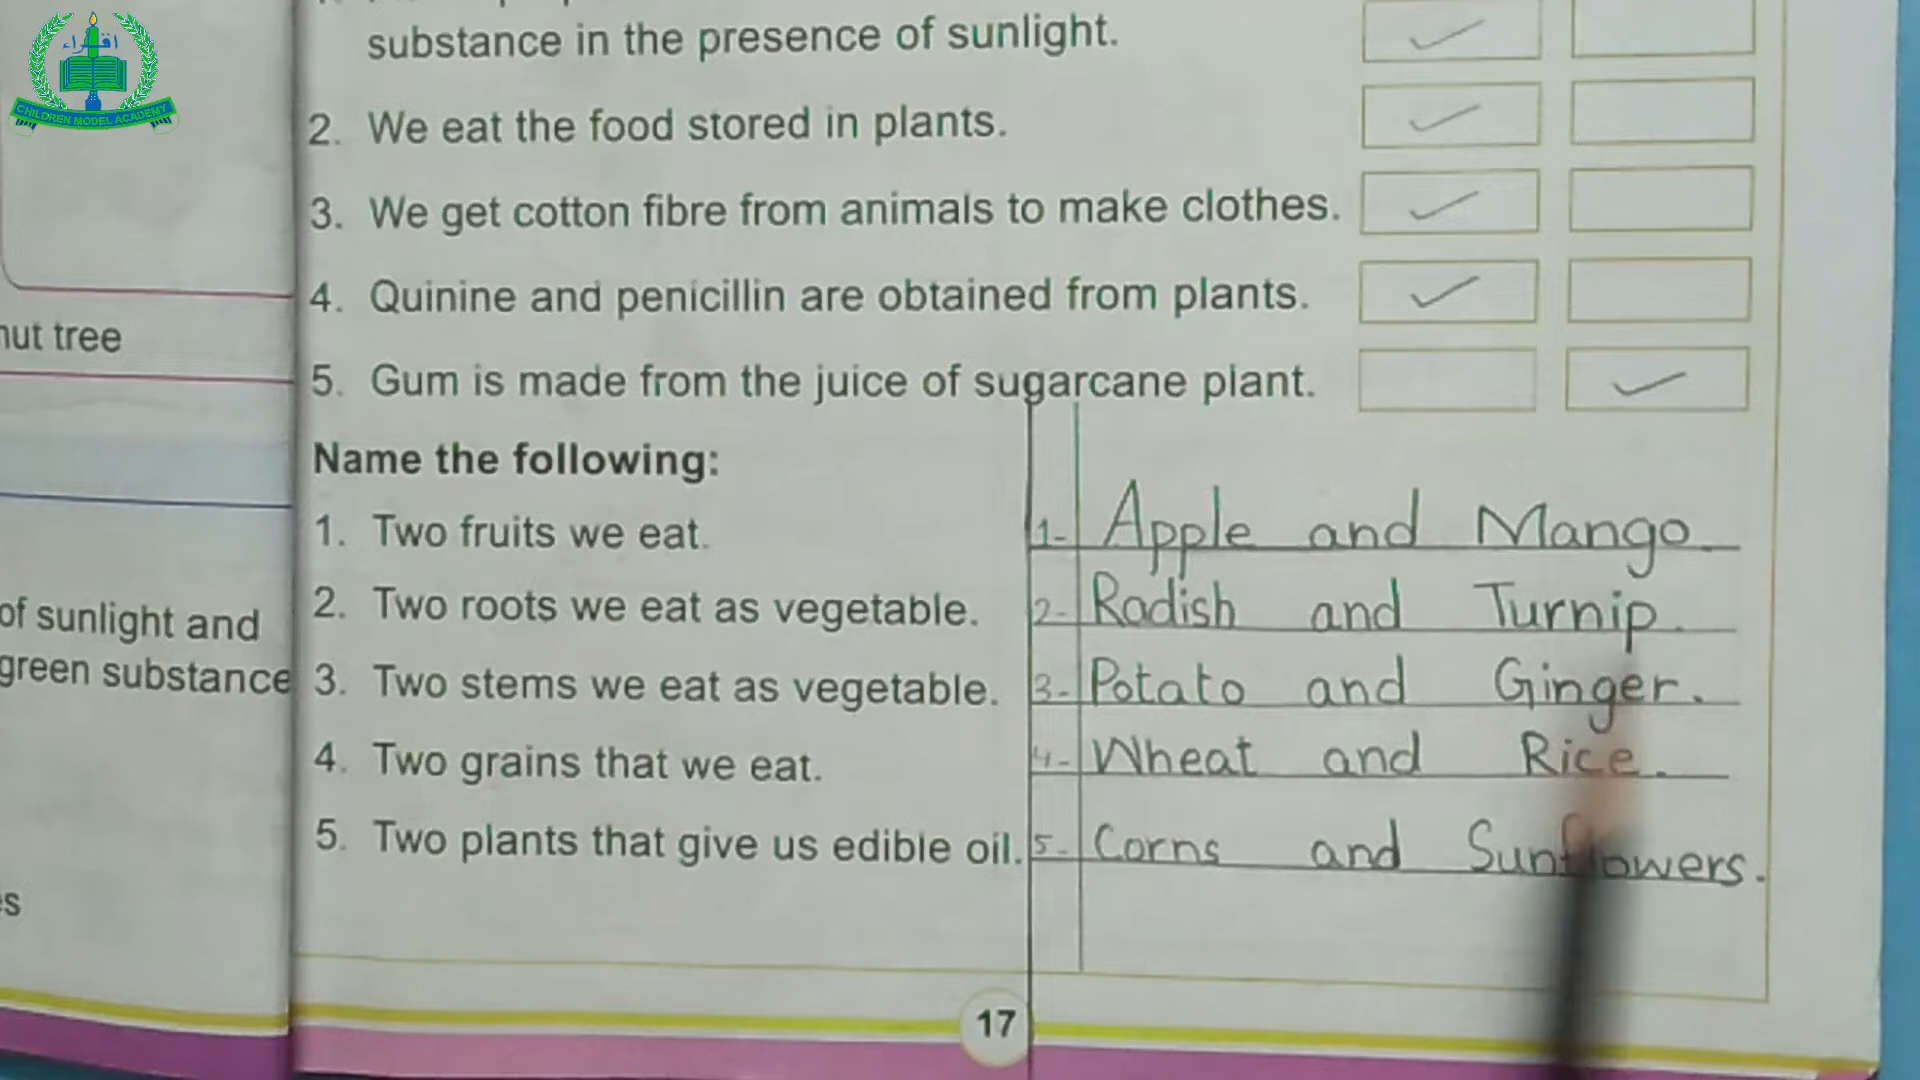 اقراء
CHILDREN MODEL ACADEMY
nut tree
of sunlight and
green substance
substance in the presence of sunlight.
2. We eat the food stored in plants.
3. We get cotton fibre from animals to make clothes.
4. Quinine and penicillin are obtained from plants.
5. Gum is made from the juice of sugarcane plant.
Name the following:
1. Two fruits we eat. 1- Apple and Mango.
2. Two roots we eat as vegetable. 2- Radish and Turnip.
3. Two stems we eat as vegetable. 3- Potato and Ginger.
4. Two grains that we eat. 4- Wheat and Rice.
5. Two plants that give us edible oil. 5- Corns and Sunflowers.
17